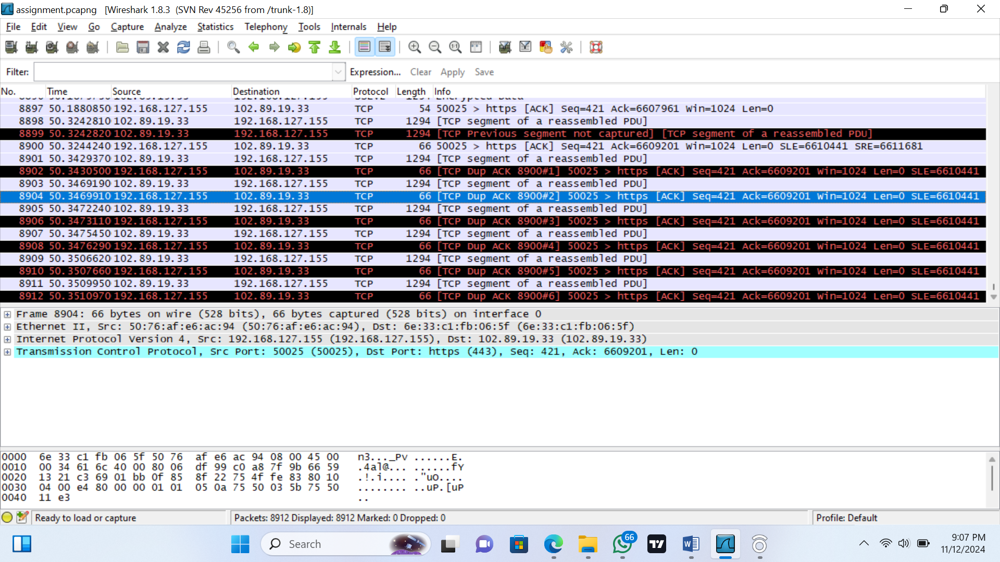 assignment.pcapng [Wireshark 1.8.3 (SVN Rev 45256 from /trunk-1.8)]
File Edit View Go Capture Analyze Statistics Telephony Tools Internals Help
Filter: Expression... Clear Apply Save
No. Time Source Destination Protocol Length Info
8897 50.1880850 192.168.127.155 102.89.19.33 TCP 54 50025 > https [ACK] Seq=421 Ack=6607961 Win=1024 Len=0
8898 50.3242810 102.89.19.33 192.168.127.155 TCP 1294 [TCP segment of a reassembled PDU]
8899 50.3242820 102.89.19.33 192.168.127.155 TCP 1294 [TCP Previous segment not captured] [TCP segment of a reassembled PDU]
8900 50.3244240 192.168.127.155 102.89.19.33 TCP 66 50025 > https [ACK] Seq=421 Ack=6609201 Win=1024 Len=0 SLE=6610441 SRE=6611681
8901 50.3429370 102.89.19.33 192.168.127.155 TCP 1294 [TCP segment of a reassembled PDU]
8902 50.3430500 192.168.127.155 102.89.19.33 TCP 66 [TCP Dup ACK 8900#1] 50025 > https [ACK] Seq=421 Ack=6609201 Win=1024 Len=0 SLE=6610441
8903 50.3469190 102.89.19.33 192.168.127.155 TCP 1294 [TCP segment of a reassembled PDU]
8904 50.3469910 192.168.127.155 102.89.19.33 TCP 66 [TCP Dup ACK 8900#2] 50025 > https [ACK] Seq=421 Ack=6609201 Win=1024 Len=0 SLE=6610441
8905 50.3472240 102.89.19.33 192.168.127.155 TCP 1294 [TCP segment of a reassembled PDU]
8906 50.3473110 192.168.127.155 102.89.19.33 TCP 66 [TCP Dup ACK 8900#3] 50025 > https [ACK] Seq=421 Ack=6609201 Win=1024 Len=0 SLE=6610441
8907 50.3475450 102.89.19.33 192.168.127.155 TCP 1294 [TCP segment of a reassembled PDU]
8908 50.3476290 192.168.127.155 102.89.19.33 TCP 66 [TCP Dup ACK 8900#4] 50025 > https [ACK] Seq=421 Ack=6609201 Win=1024 Len=0 SLE=6610441
8909 50.3506620 102.89.19.33 192.168.127.155 TCP 1294 [TCP segment of a reassembled PDU]
8910 50.3507660 192.168.127.155 102.89.19.33 TCP 66 [TCP Dup ACK 8900#5] 50025 > https [ACK] Seq=421 Ack=6609201 Win=1024 Len=0 SLE=6610441
8911 50.3509950 102.89.19.33 192.168.127.155 TCP 1294 [TCP segment of a reassembled PDU]
8912 50.3510970 192.168.127.155 102.89.19.33 TCP 66 [TCP Dup ACK 8900#6] 50025 > https [ACK] Seq=421 Ack=6609201 Win=1024 Len=0 SLE=6610441
Frame 8904: 66 bytes on wire (528 bits), 66 bytes captured (528 bits) on interface 0
Ethernet II, Src: 50:76:af:e6:ac:94 (50:76:af:e6:ac:94), Dst: 6e:33:c1:fb:06:5f (6e:33:c1:fb:06:5f)
Internet Protocol Version 4, Src: 192.168.127.155 (192.168.127.155), Dst: 102.89.19.33 (102.89.19.33)
Transmission Control Protocol, Src Port: 50025 (50025), Dst Port: https (443), Seq: 421, Ack: 6609201, Len: 0
0000 6e 33 c1 fb 06 5f 50 76 af e6 ac 94 08 00 45 00 n3..._Pv ......E.
0010 00 34 61 6c 40 00 80 06 df 99 c0 a8 7f 9b 66 59 .4al@... ......fY
0020 13 21 c3 69 01 bb 0f 85 8f 22 75 4f fe 83 80 10 .!.i.... ."uO....
0030 04 00 e4 80 00 00 01 01 05 0a 75 50 03 5b 75 50 ........ ..uP.[uP
0040 11 e3 ..
Ready to load or capture Packets: 8912 Displayed: 8912 Marked: 0 Dropped: 0 Profile: Default
Search 66 9:07 PM
11/12/2024